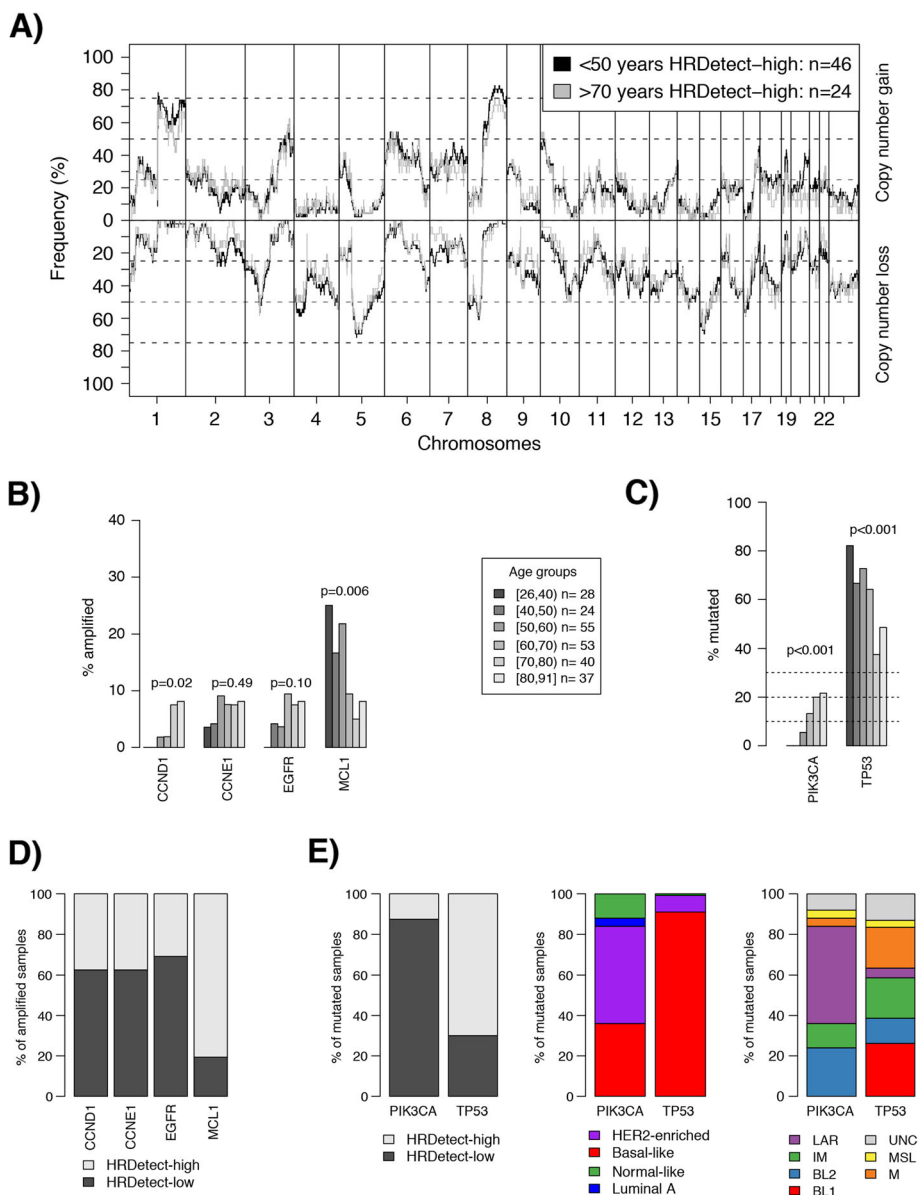 A)
100
80
60
40
20
0
20
40
60
80
100
Frequency (%)
<50 years HRDetect–high: n=46
>70 years HRDetect–high: n=24
Copy number gain
Copy number loss
1 2 3 4 5 6 7 8 9 10 11 12 13 15 17 19 22
Chromosomes
B)
40
30
20
10
0
% amplified
p=0.02
p=0.49
p=0.10
p=0.006
CCND1
CCNE1
EGFR
MCL1
Age groups
[26,40) n= 28
[40,50) n= 24
[50,60) n= 55
[60,70) n= 53
[70,80) n= 40
[80,91] n= 37
C)
100
80
60
40
20
0
% mutated
p<0.001
p<0.001
PIK3CA
TP53
D)
100
80
60
40
20
0
% of amplified samples
CCND1
CCNE1
EGFR
MCL1
HRDetect-high
HRDetect-low
E)
100
80
60
40
20
0
% of mutated samples
PIK3CA TP53
HRDetect-high
HRDetect-low
100
80
60
40
20
0
% of mutated samples
PIK3CA TP53
HER2-enriched
Basal-like
Normal-like
Luminal A
100
80
60
40
20
0
% of mutated samples
PIK3CA TP53
LAR
IM
BL2
BL1
UNC
MSL
M